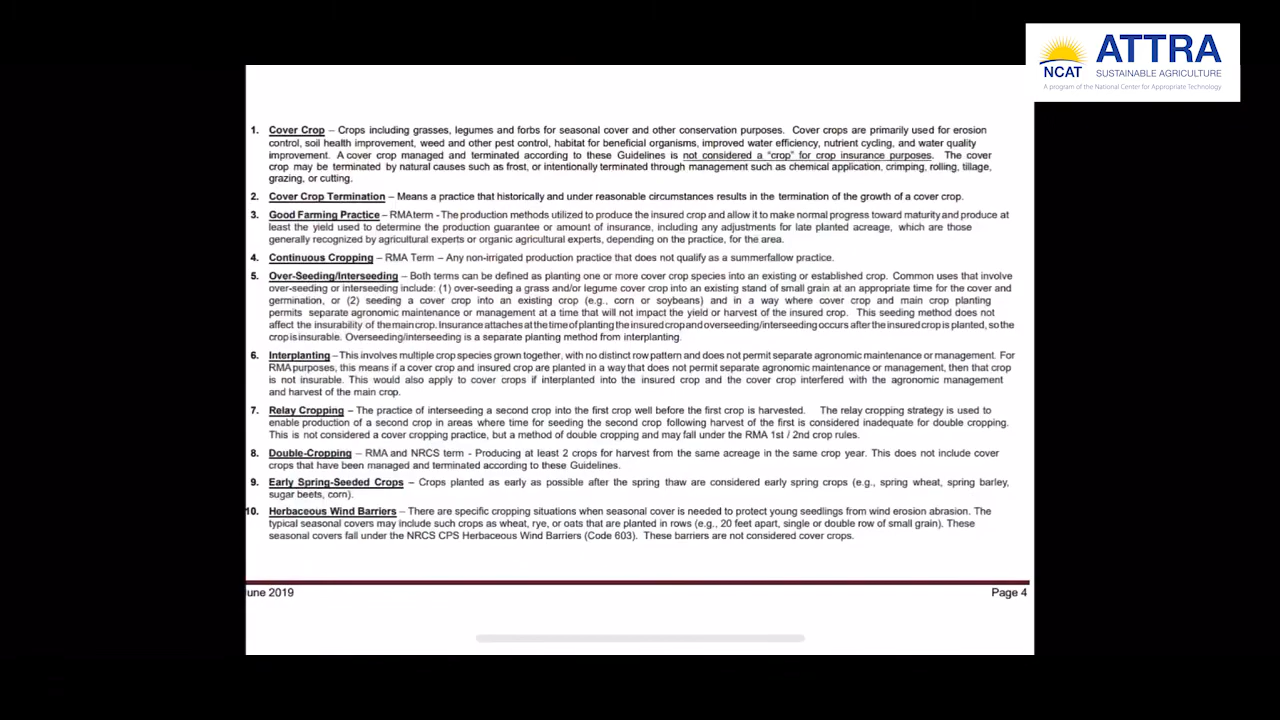 ATTRA
NCAT
SUSTAINABLE AGRICULTURE
A program of the National Center for Appropriate Technology
1. Cover Crop – Crops including grasses, legumes and forbs for seasonal cover and other conservation purposes. Cover crops are primarily used for erosion
control, soil health improvement, weed and other pest control, habitat for beneficial organisms, improved water efficiency, nutrient cycling, and water quality
improvement. A cover crop managed and terminated according to these Guidelines is not considered a "crop" for crop insurance purposes. The cover
crop may be terminated by natural causes such as frost, or intentionally terminated through management such as chemical application, crimping, rolling, tillage,
grazing, or cutting.
2. Cover Crop Termination – Means a practice that historically and under reasonable circumstances results in the termination of the growth of a cover crop.
3. Good Farming Practice – RMA term - The production methods utilized to produce the insured crop and allow it to make normal progress toward maturity and produce at
least the yield used to determine the production guarantee or amount of insurance, including any adjustments for late planted acreage, which are those
generally recognized by agricultural experts or organic agricultural experts, depending on the practice, for the area.
4. Continuous Cropping – RMA Term – Any non-irrigated production practice that does not qualify as a summerfallow practice.
5. Over-Seeding/Interseeding – Both terms can be defined as planting one or more cover crop species into an existing or established crop. Common uses that involve
over-seeding or interseeding include: (1) over-seeding a grass and/or legume cover crop into an existing stand of small grain at an appropriate time for the cover and
germination, or (2) seeding a cover crop into an existing crop (e.g., corn or soybeans) and in a way where cover crop and main crop planting
permits separate agronomic maintenance or management at a time that will not impact the yield or harvest of the insured crop. This seeding method does not
affect the insurability of the main crop. Insurance attaches at the time of planting the insured crop and overseeding/interseeding occurs after the insured crop is planted, so the
crop is insurable. Overseeding/interseeding is a separate planting method from interplanting.
6. Interplanting – This involves multiple crop species grown together, with no distinct row pattern and does not permit separate agronomic maintenance or management. For
RMA purposes, this means if a cover crop and insured crop are planted in a way that does not permit separate agronomic maintenance or management, then that crop
is not insurable. This would also apply to cover crops if interplanted into the insured crop and the cover crop interfered with the agronomic management
and harvest of the main crop.
7. Relay Cropping – The practice of interseeding a second crop into the first crop well before the first crop is harvested. The relay cropping strategy is used to
enable production of a second crop in areas where time for seeding the second crop following harvest of the first is considered inadequate for double cropping.
This is not considered a cover cropping practice, but a method of double cropping and may fall under the RMA 1st / 2nd crop rules.
8. Double-Cropping – RMA and NRCS term - Producing at least 2 crops for harvest from the same acreage in the same crop year. This does not include cover
crops that have been managed and terminated according to these Guidelines.
9. Early Spring-Seeded Crops – Crops planted as early as possible after the spring thaw are considered early spring crops (e.g., spring wheat, spring barley,
sugar beets, corn).
10. Herbaceous Wind Barriers – There are specific cropping situations when seasonal cover is needed to protect young seedlings from wind erosion abrasion. The
typical seasonal covers may include such crops as wheat, rye, or oats that are planted in rows (e.g., 20 feet apart, single or double row of small grain). These
seasonal covers fall under the NRCS CPS Herbaceous Wind Barriers (Code 603). These barriers are not considered cover crops.
une 2019 Page 4